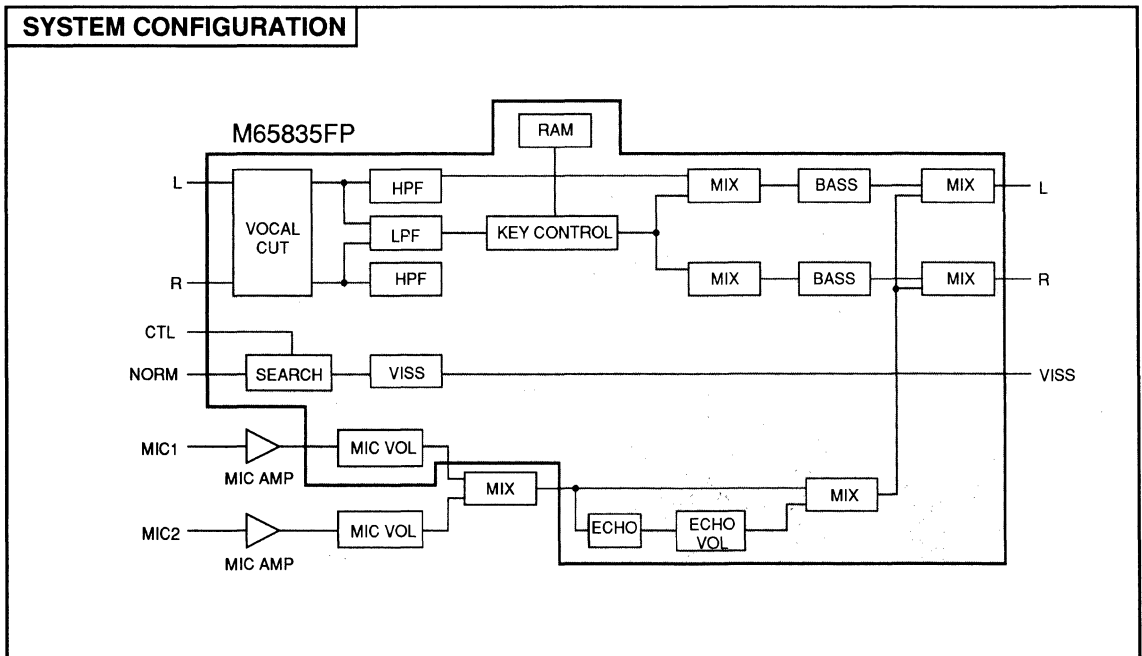 SYSTEM CONFIGURATION
M65835FP
RAM
L
VOCAL
CUT
HPF
MIX
BASS
MIX
L
LPF
KEY CONTROL
R
HPF
MIX
BASS
MIX
R
CTL
NORM
SEARCH
VISS
VISS
MIC1
MIC AMP
MIC VOL
MIX
MIX
MIC2
MIC AMP
MIC VOL
ECHO
ECHO
VOL